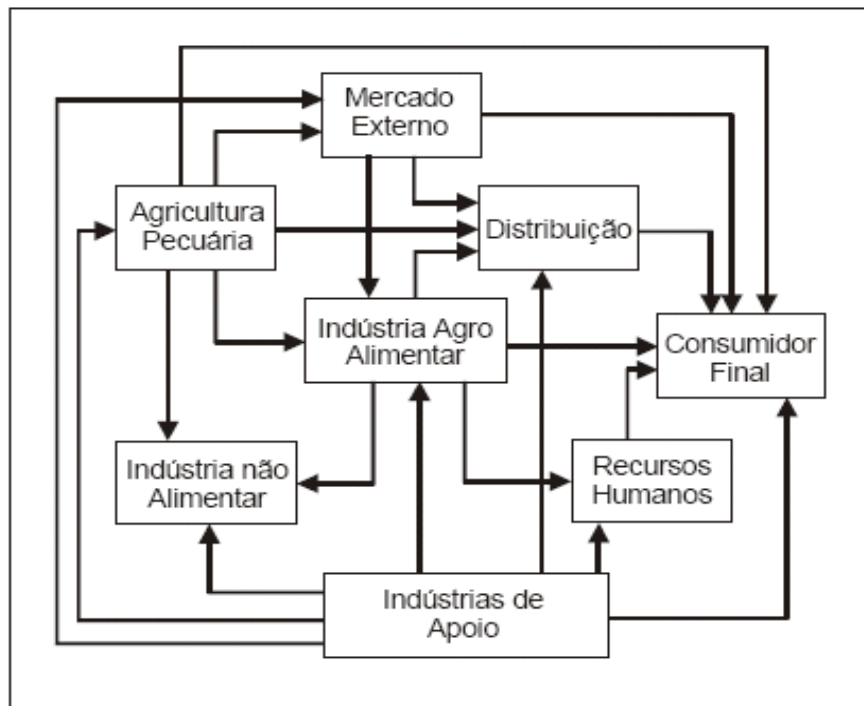 Mercado
Externo
Agricultura
Pecuária
Distribuição
Indústria Agro
Alimentar
Consumidor
Final
Indústria não
Alimentar
Recursos
Humanos
Indústrias de
Apoio